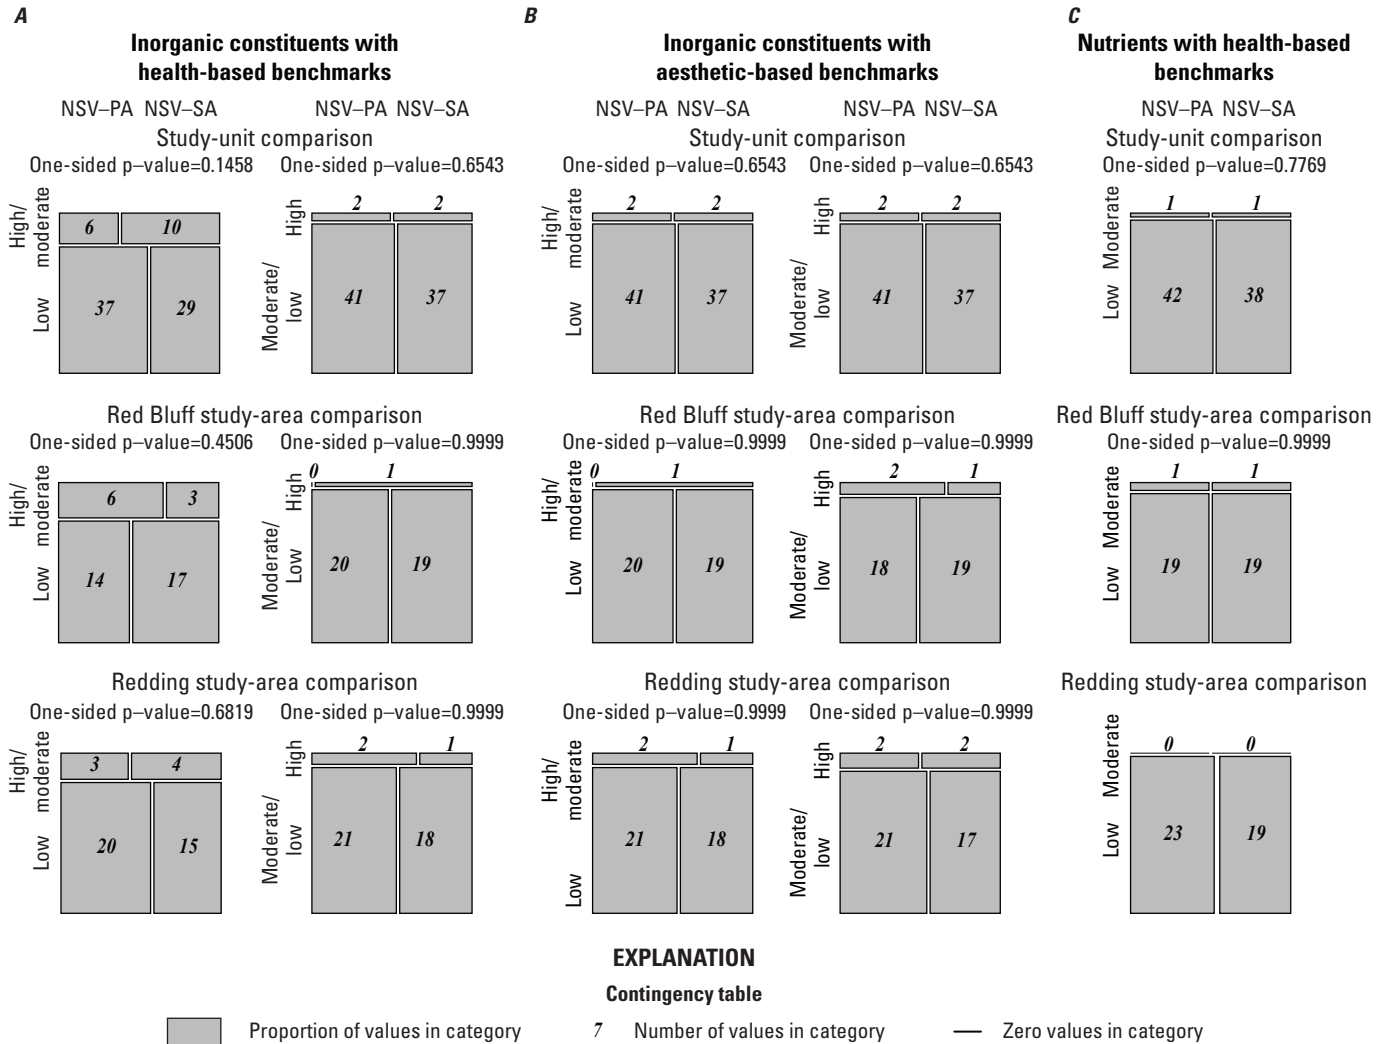 A
B
C
Inorganic constituents with
health-based benchmarks
Inorganic constituents with
aesthetic-based benchmarks
Nutrients with health-based
benchmarks
NSV–PA NSV–SA
NSV–PA NSV–SA
NSV–PA NSV–SA
NSV–PA NSV–SA
NSV–PA NSV–SA
Study-unit comparison
Study-unit comparison
Study-unit comparison
One-sided p–value=0.1458
One-sided p–value=0.6543
One-sided p–value=0.6543
One-sided p–value=0.6543
One-sided p–value=0.7769
High/
moderate
Low
6
10
37
29
High
Moderate/
low
2
2
41
37
High/
moderate
Low
2
2
41
37
High
Moderate/
low
2
2
41
37
Moderate
Low
1
1
42
38
Red Bluff study-area comparison
Red Bluff study-area comparison
Red Bluff study-area comparison
One-sided p–value=0.4506
One-sided p–value=0.9999
One-sided p–value=0.9999
One-sided p–value=0.9999
One-sided p–value=0.9999
High/
moderate
Low
6
3
14
17
High
Moderate/
Low
0
1
20
19
High/
moderate
Low
0
1
20
19
High
Moderate/
low
2
1
18
19
Moderate
Low
1
1
19
19
Redding study-area comparison
Redding study-area comparison
Redding study-area comparison
One-sided p–value=0.6819
One-sided p–value=0.9999
One-sided p–value=0.9999
One-sided p–value=0.9999
High/
moderate
Low
3
4
20
15
High
Moderate/
low
2
1
21
18
High/
moderate
Low
2
1
21
18
High
Moderate/
low
2
2
21
17
Moderate
Low
0
0
23
19
EXPLANATION
Contingency table
Proportion of values in category
7 Number of values in category
Zero values in category